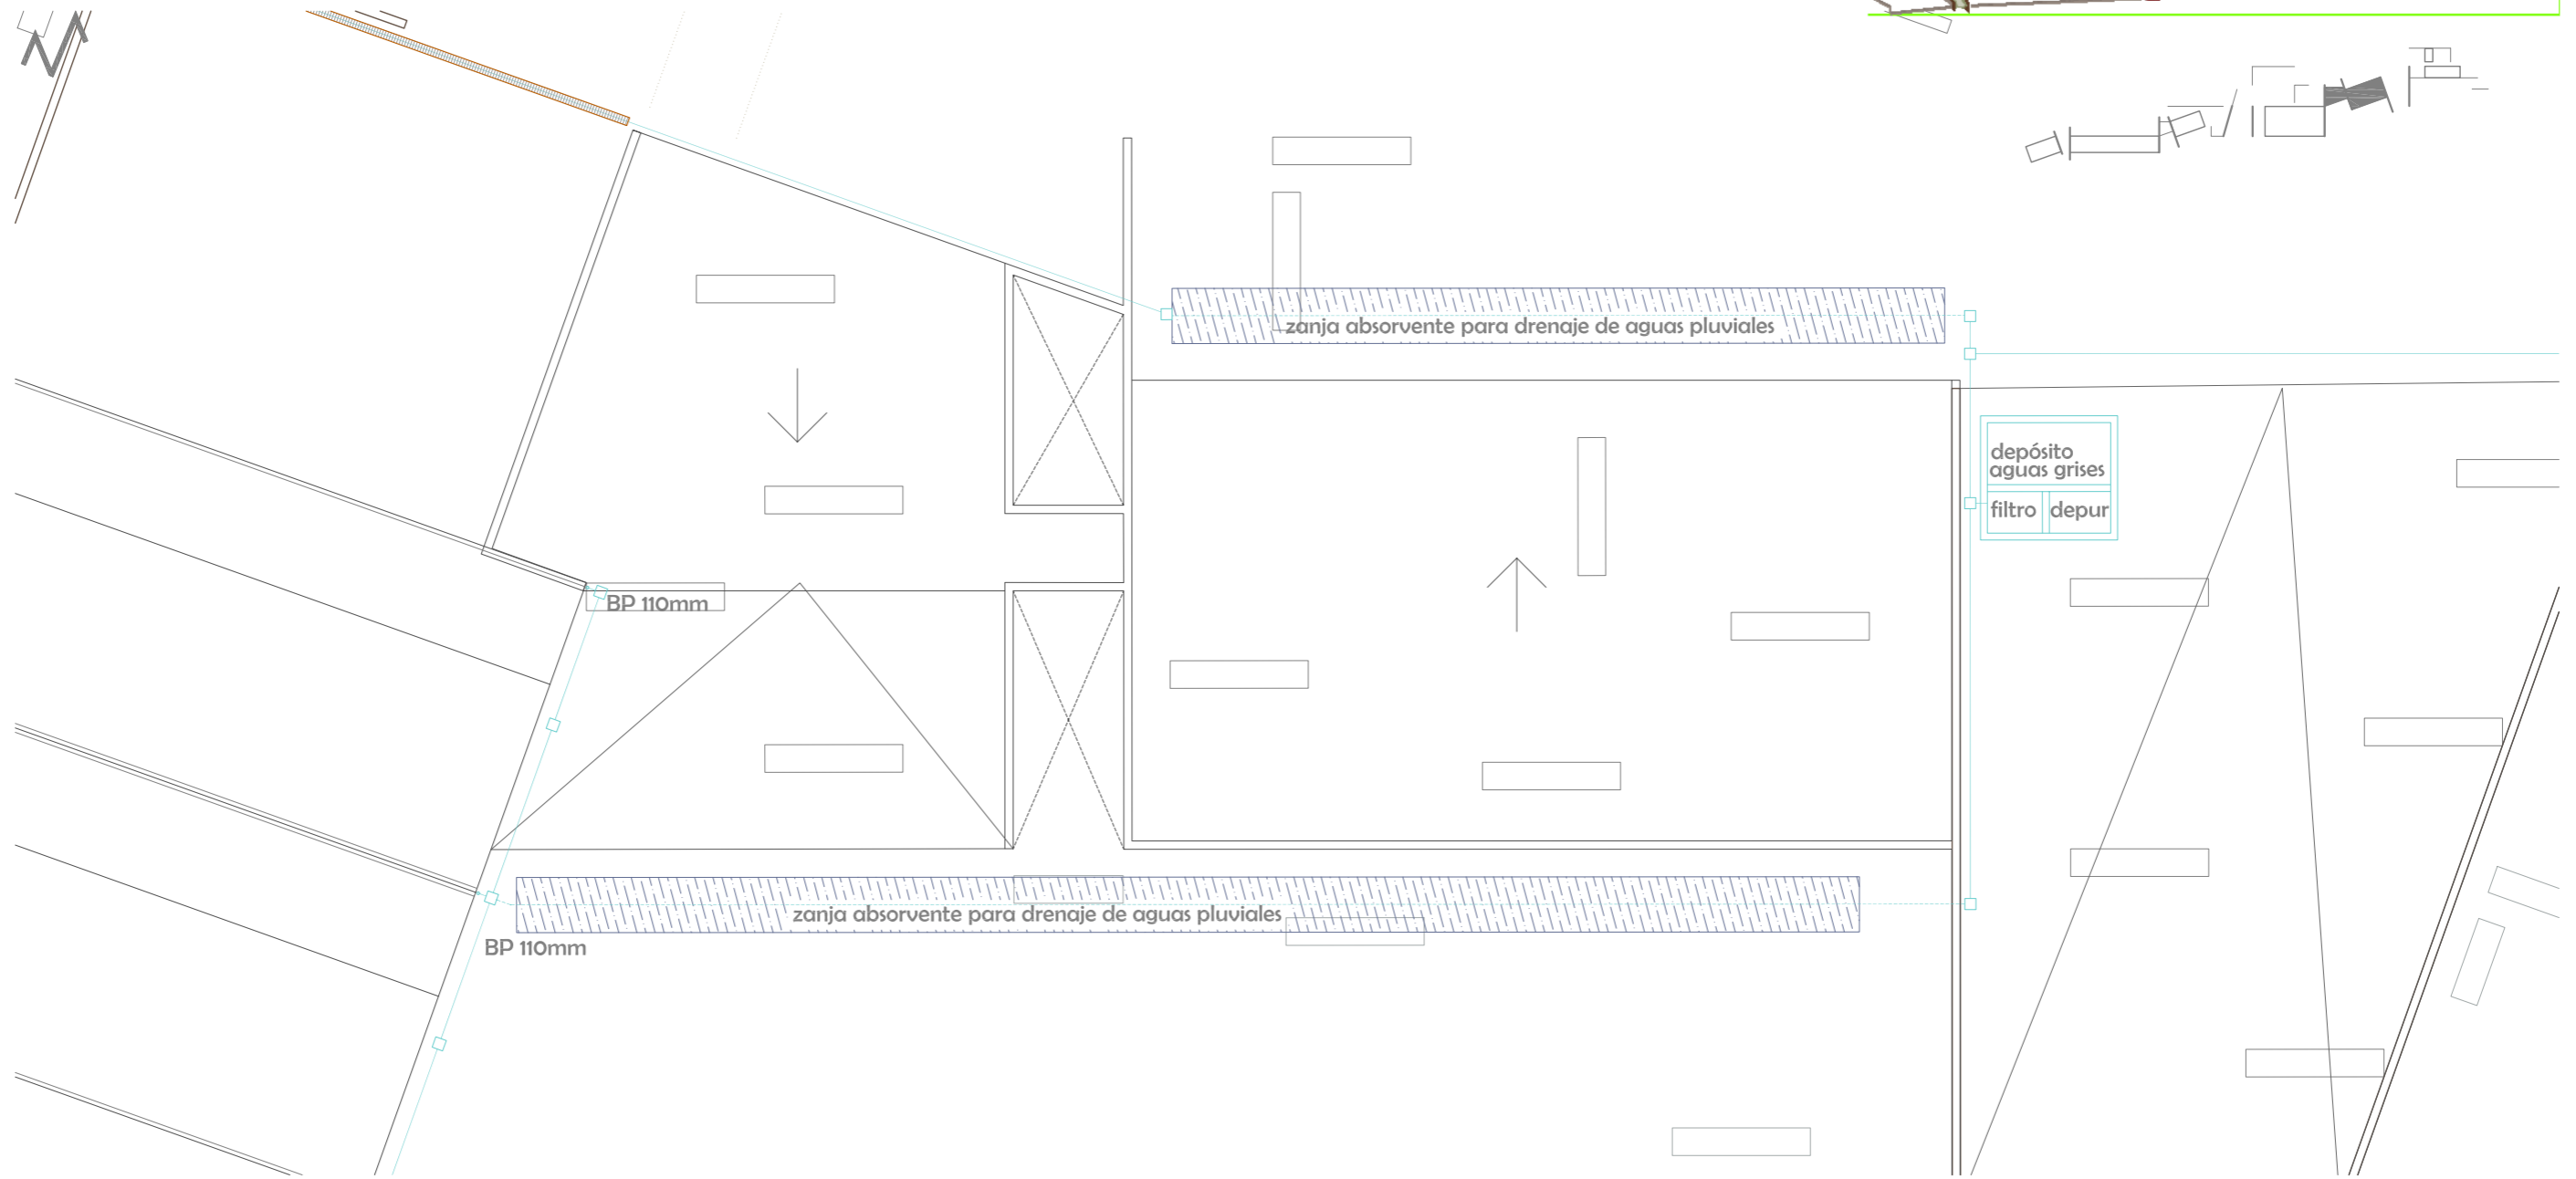 zanja absorvente para drenaje de aguas pluviales
depósito
aguas grises
filtro depur
BP 110mm
zanja absorvente para drenaje de aguas pluviales
BP 110mm